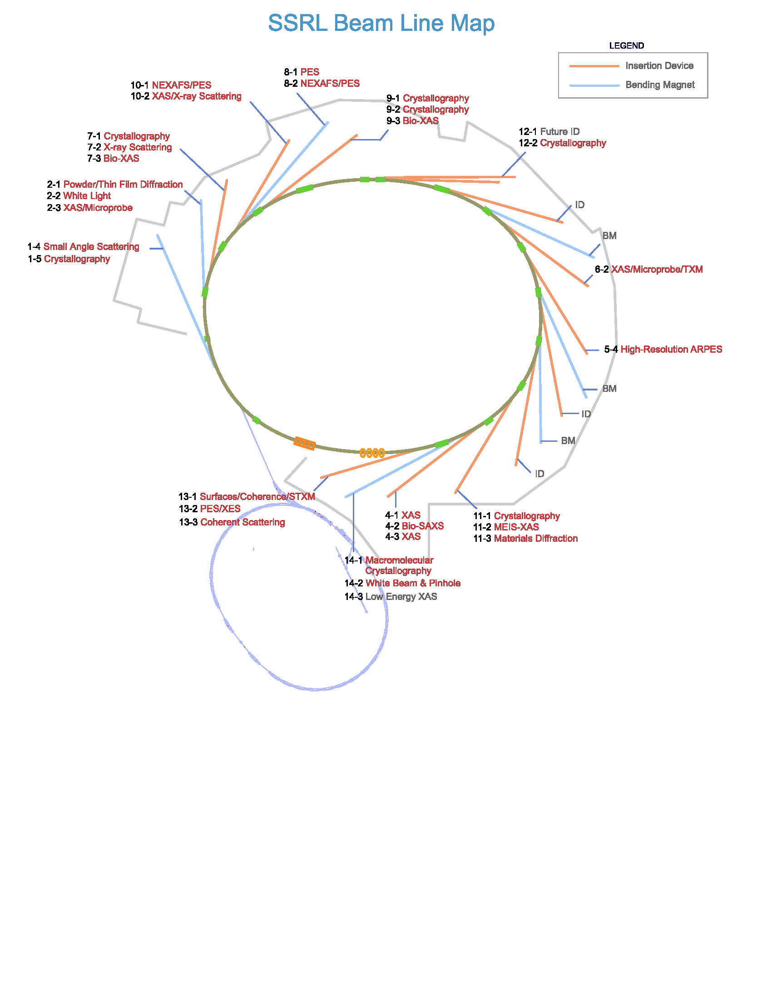 SSRL Beam Line Map
LEGEND
Insertion Device
Bending Magnet
8-1 PES
8-2 NEXAFS/PES
10-1 NEXAFS/PES
10-2 XAS/X-ray Scattering
9-1 Crystallography
9-2 Crystallography
9-3 Bio-XAS
12-1 Future ID
12-2 Crystallography
7-1 Crystallography
7-2 X-ray Scattering
7-3 Bio-XAS
2-1 Powder/Thin Film Diffraction
2-2 White Light
2-3 XAS/Microprobe
ID
BM
1-4 Small Angle Scattering
1-5 Crystallography
6-2 XAS/Microprobe/TXM
5-4 High-Resolution ARPES
BM
ID
BM
ID
13-1 Surfaces/Coherence/STXM
13-2 PES/XES
13-3 Coherent Scattering
4-1 XAS
4-2 Bio-SAXS
4-3 XAS
11-1 Crystallography
11-2 MEIS-XAS
11-3 Materials Diffraction
14-1 Macromolecular
Crystallography
14-2 White Beam & Pinhole
14-3 Low Energy XAS